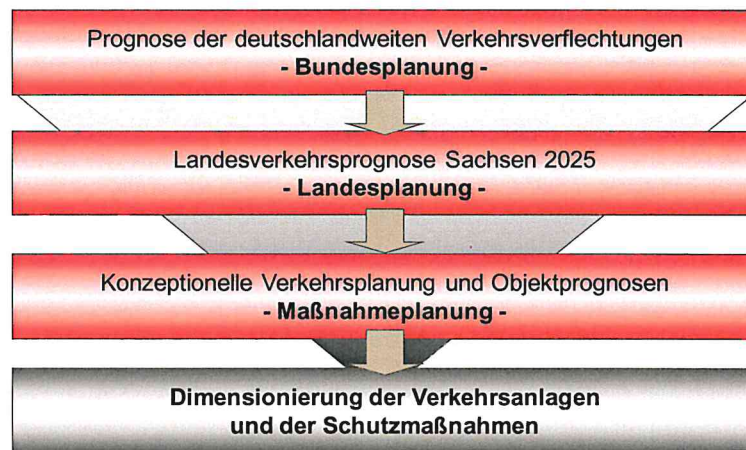 Prognose der deutschlandweiten Verkehrsverflechtungen
- Bundesplanung -
Landesverkehrsprognose Sachsen 2025
- Landesplanung -
Konzeptionelle Verkehrsplanung und Objektprognosen
- Maßnahmeplanung -
Dimensionierung der Verkehrsanlagen
und der Schutzmaßnahmen